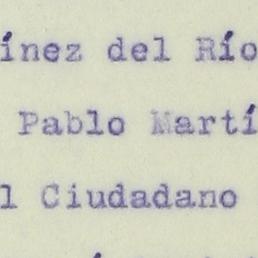 ínez del Río
Pablo Martí
l Ciudadano